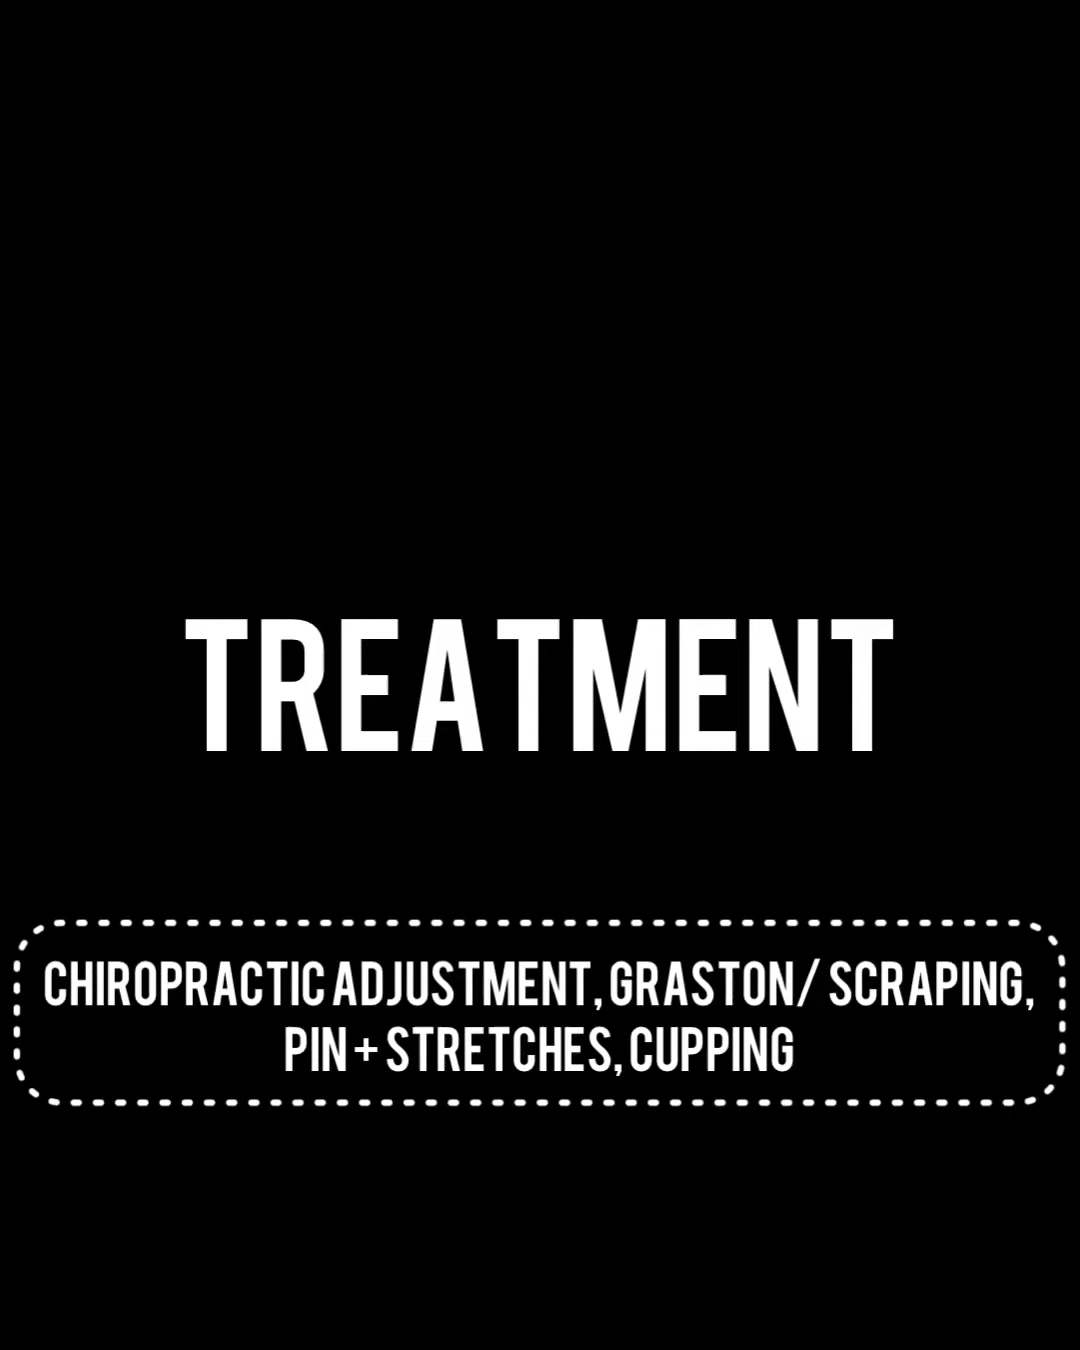 TREATMENT
CHIROPRACTIC ADJUSTMENT, GRASTON/ SCRAPING,
PIN + STRETCHES, CUPPING